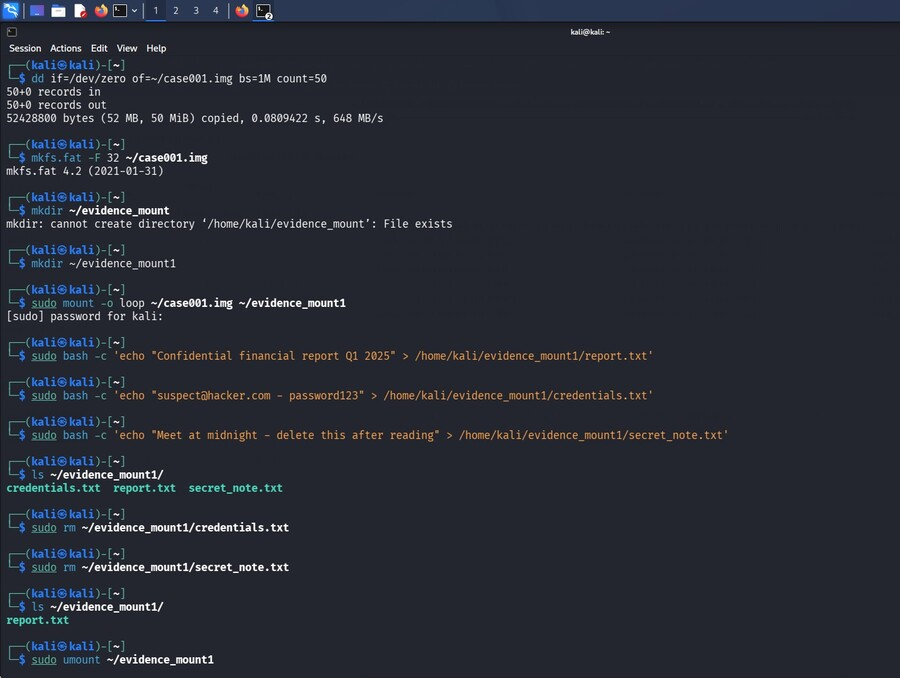 1 2 3 4
2
kali@kali: ~
Session Actions Edit View Help
┌──(kali㉿kali)-[~]
└─$ dd if=/dev/zero of=~/case001.img bs=1M count=50
50+0 records in
50+0 records out
52428800 bytes (52 MB, 50 MiB) copied, 0.0809422 s, 648 MB/s
┌──(kali㉿kali)-[~]
└─$ mkfs.fat -F 32 ~/case001.img
mkfs.fat 4.2 (2021-01-31)
┌──(kali㉿kali)-[~]
└─$ mkdir ~/evidence_mount
mkdir: cannot create directory ‘/home/kali/evidence_mount’: File exists
┌──(kali㉿kali)-[~]
└─$ mkdir ~/evidence_mount1
┌──(kali㉿kali)-[~]
└─$ sudo mount -o loop ~/case001.img ~/evidence_mount1
[sudo] password for kali:
┌──(kali㉿kali)-[~]
└─$ sudo bash -c 'echo "Confidential financial report Q1 2025" > /home/kali/evidence_mount1/report.txt'
┌──(kali㉿kali)-[~]
└─$ sudo bash -c 'echo "suspect@hacker.com - password123" > /home/kali/evidence_mount1/credentials.txt'
┌──(kali㉿kali)-[~]
└─$ sudo bash -c 'echo "Meet at midnight - delete this after reading" > /home/kali/evidence_mount1/secret_note.txt'
┌──(kali㉿kali)-[~]
└─$ ls ~/evidence_mount1/
credentials.txt report.txt secret_note.txt
┌──(kali㉿kali)-[~]
└─$ sudo rm ~/evidence_mount1/credentials.txt
┌──(kali㉿kali)-[~]
└─$ sudo rm ~/evidence_mount1/secret_note.txt
┌──(kali㉿kali)-[~]
└─$ ls ~/evidence_mount1/
report.txt
┌──(kali㉿kali)-[~]
└─$ sudo umount ~/evidence_mount1